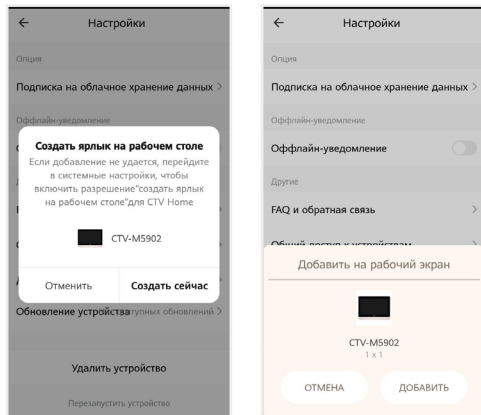 ← Настройки
Опция
Подписка на облачное хранение данных >
Оффлайн-уведомление
Создать ярлык на рабочем столе
Если добавление не удается, перейдите
в системные настройки, чтобы
включить разрешение"создать ярлык
на рабочем столе"для CTV Home
CTV-M5902
Отменить Создать сейчас
Обновление устройства тупных обновлений >
Удалить устройство
Перезапустить устройство
← Настройки
Опция
Подписка на облачное хранение данных >
Оффлайн-уведомление
Оффлайн-уведомление
Другие
FAQ и обратная связь >
Общий доступ к устройствам >
Добавить на рабочий экран
CTV-M5902
1 x 1
ОТМЕНА ДОБАВИТЬ